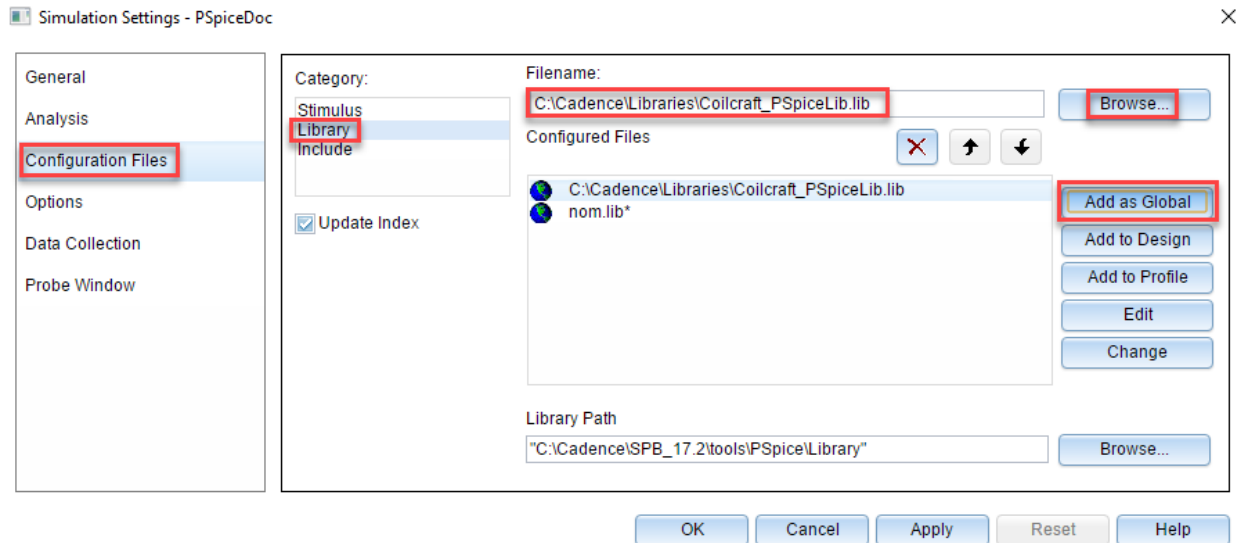 Simulation Settings - PSpiceDoc
General
Analysis
Configuration Files
Options
Data Collection
Probe Window
Category:
Stimulus
Library
Include
Update Index
Filename:
C:\Cadence\Libraries\Coilcraft_PSpiceLib.lib
Browse...
Configured Files
C:\Cadence\Libraries\Coilcraft_PSpiceLib.lib
nom.lib*
Add as Global
Add to Design
Add to Profile
Edit
Change
Library Path
"C:\Cadence\SPB_17.2\tools\PSpice\Library"
Browse...
OK
Cancel
Apply
Reset
Help